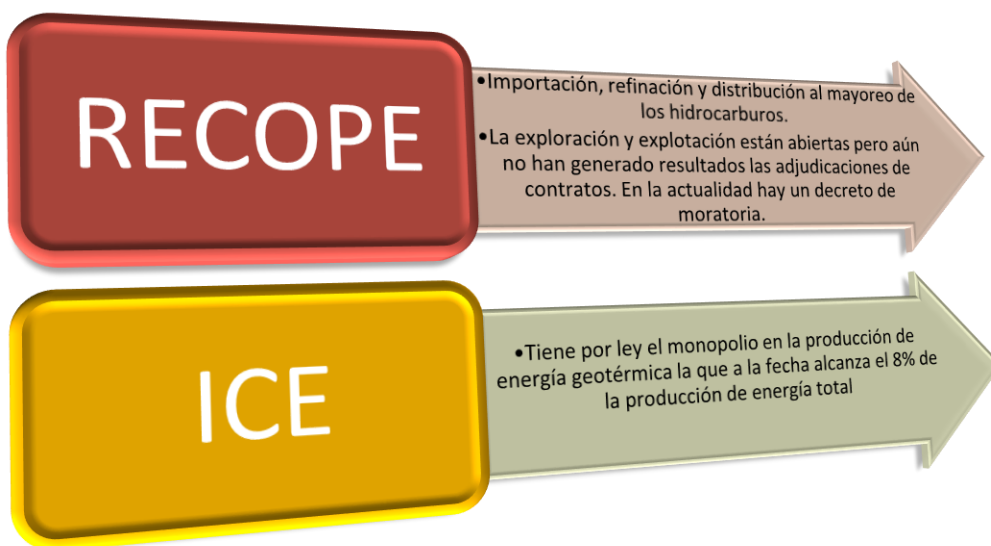 RECOPE
•Importación, refinación y distribución al mayoreo de
los hidrocarburos.
•La exploración y explotación están abiertas pero aún
no han generado resultados las adjudicaciones de
contratos. En la actualidad hay un decreto de
moratoria.
ICE
•Tiene por ley el monopolio en la producción de
energía geotérmica la que a la fecha alcanza el 8% de
la producción de energía total